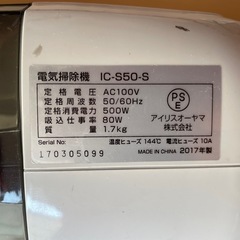 電気掃除機 IC-S50-S
定格電圧 AC100V
定格周波数 50/60Hz
定格消費電力 500W
吸込仕事率 80W
質量 1.7kg
PS
E
アイリスオーヤマ
株式会社
Serial No: 温度ヒューズ 144℃ 電流ヒューズ 10A
170305099 MADE IN CHINA 2017年製